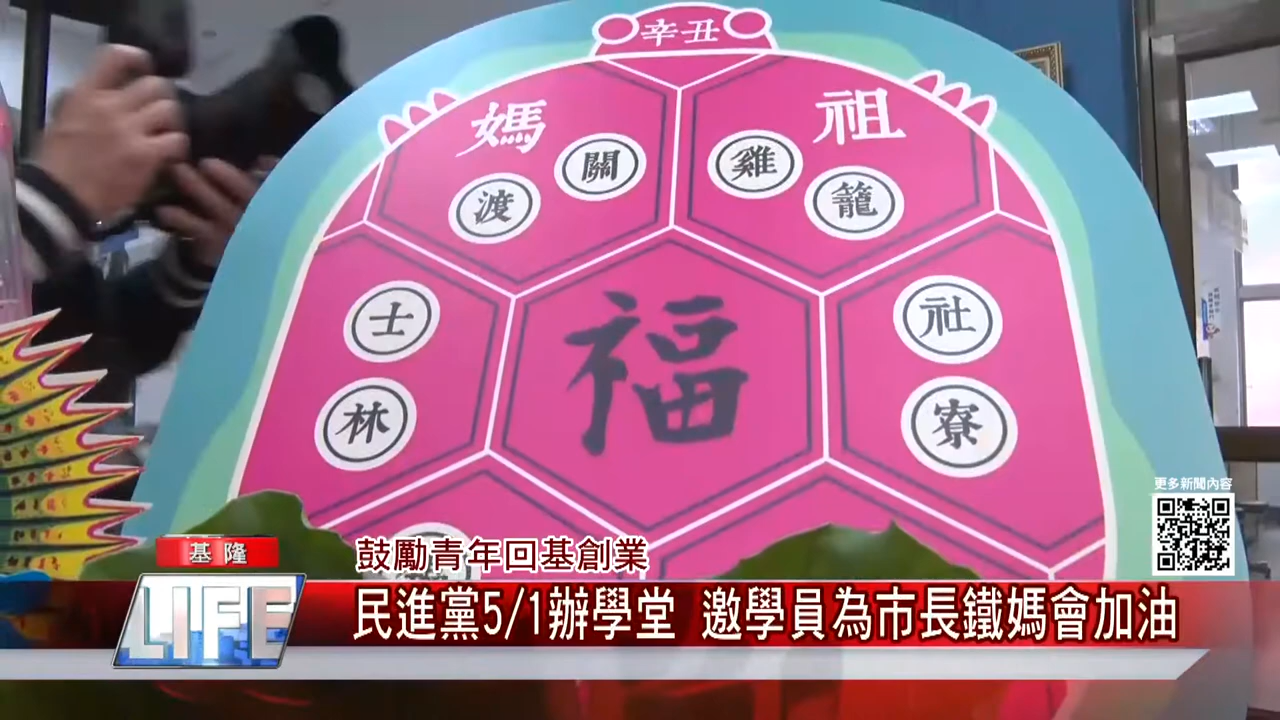 辛丑
媽
祖
關
渡
雞
籠
士
林
福
社
寮
更多新聞內容
基隆
LIFE
鼓勵青年回基創業
民進黨5/1辦學堂 邀學員為市長鐵媽會加油